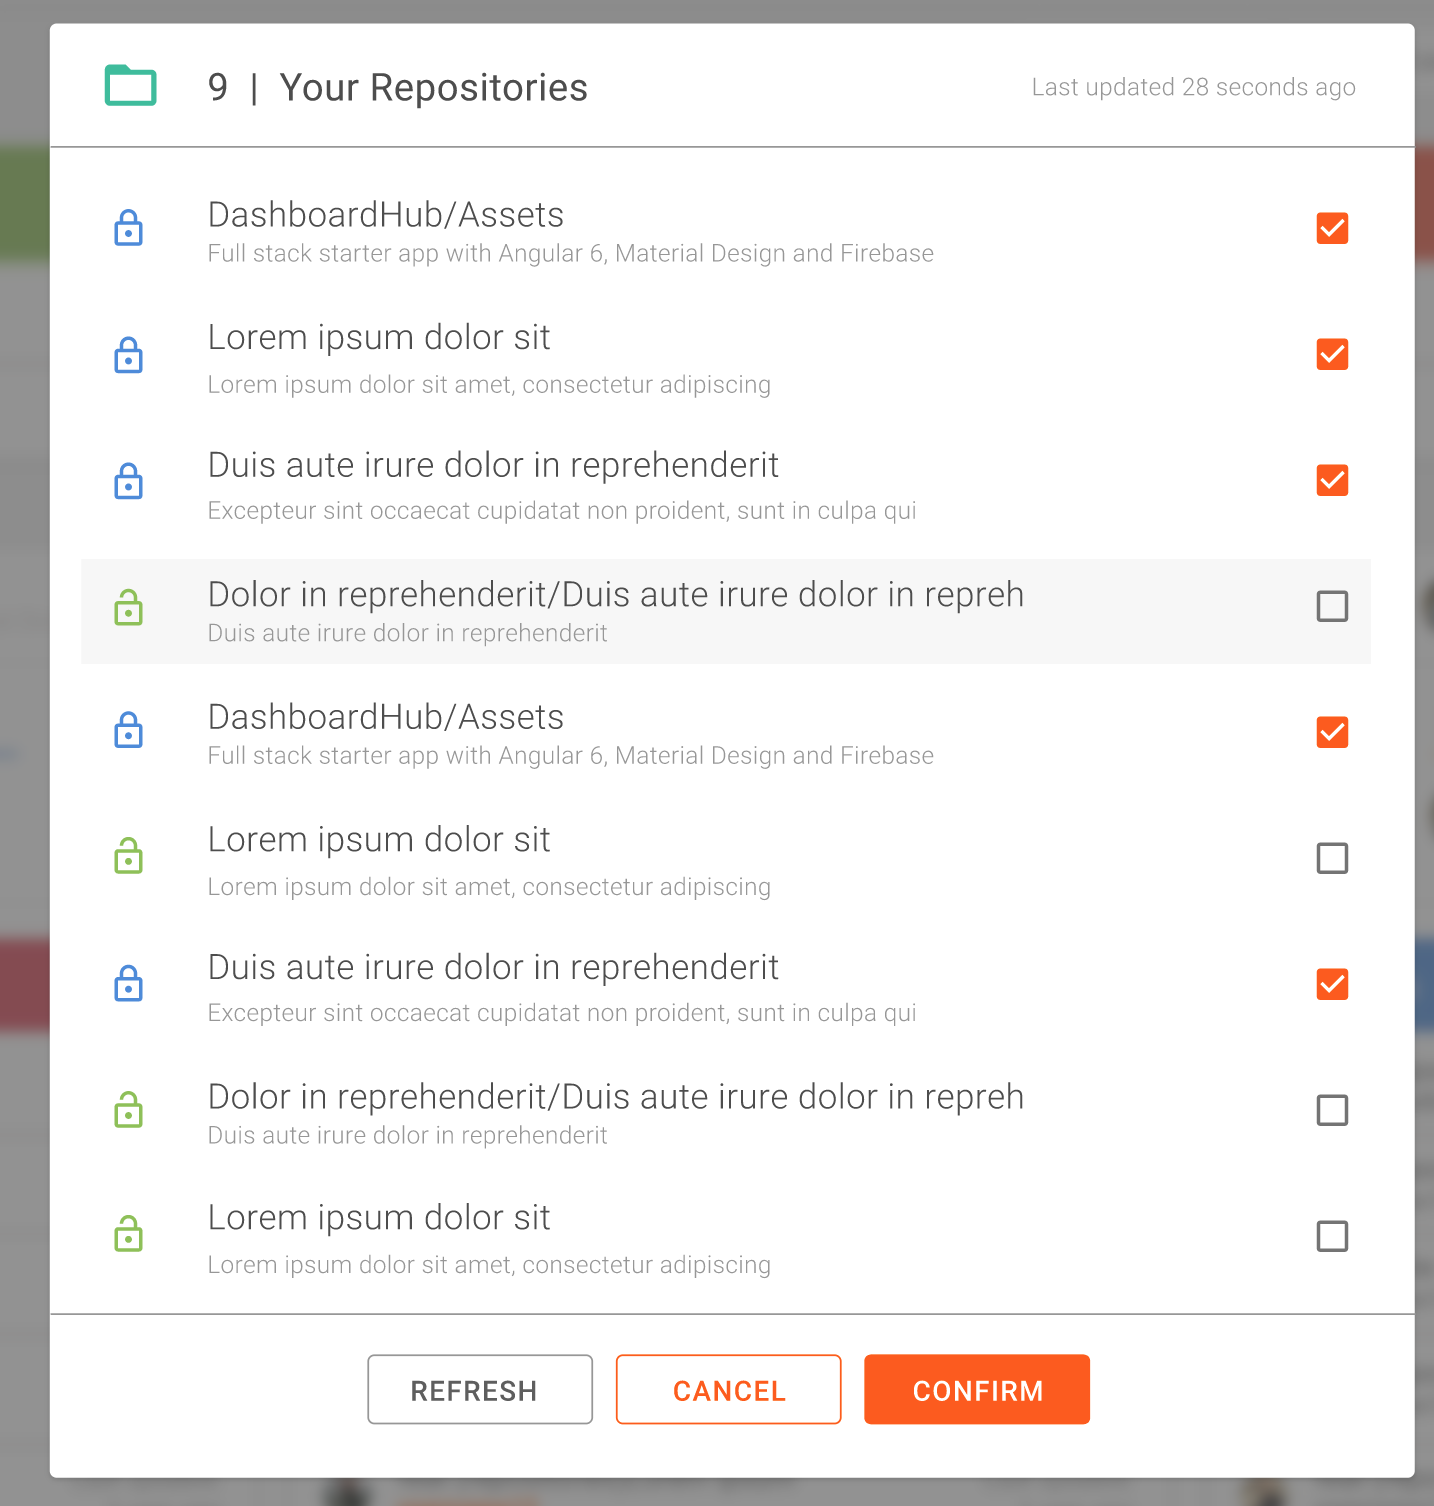 9 | Your Repositories
Last updated 28 seconds ago
DashboardHub/Assets
Full stack starter app with Angular 6, Material Design and Firebase
Lorem ipsum dolor sit
Lorem ipsum dolor sit amet, consectetur adipiscing
Duis aute irure dolor in reprehenderit
Excepteur sint occaecat cupidatat non proident, sunt in culpa qui
Dolor in reprehenderit/Duis aute irure dolor in repreh
Duis aute irure dolor in reprehenderit
DashboardHub/Assets
Full stack starter app with Angular 6, Material Design and Firebase
Lorem ipsum dolor sit
Lorem ipsum dolor sit amet, consectetur adipiscing
Duis aute irure dolor in reprehenderit
Excepteur sint occaecat cupidatat non proident, sunt in culpa qui
Dolor in reprehenderit/Duis aute irure dolor in repreh
Duis aute irure dolor in reprehenderit
Lorem ipsum dolor sit
Lorem ipsum dolor sit amet, consectetur adipiscing
REFRESH
CANCEL
CONFIRM